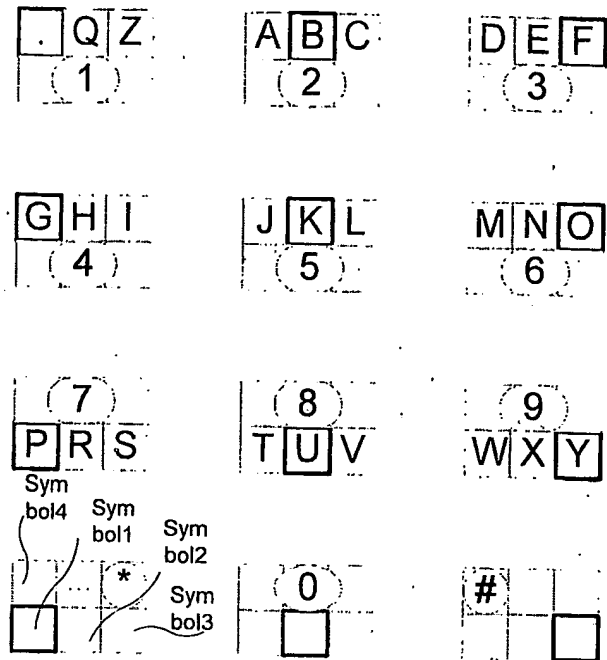 . Q Z A B C D E F
1 2 3
G H I J K L M N O
4 5 6
7 8 9
P R S T U V W X Y
Sym
bol4
Sym
bol1
Sym
bol2
Sym
bol3
* 0 #